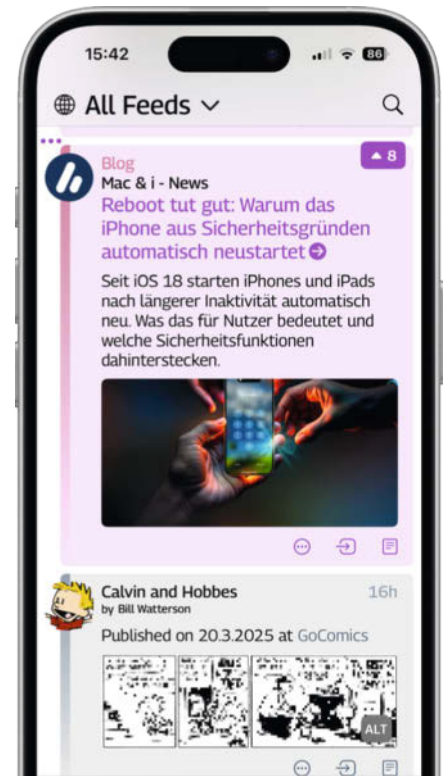 15:42
86
All Feeds
8
Blog
Mac & i - News
Reboot tut gut: Warum das
iPhone aus Sicherheitsgründen
automatisch neustartet
Seit iOS 18 starten iPhones und iPads
nach längerer Inaktivität automatisch
neu. Was das für Nutzer bedeutet und
welche Sicherheitsfunktionen
dahinterstecken.
Calvin and Hobbes
16h
by Bill Watterson
Published on 20.3.2025 at GoComics
ALT